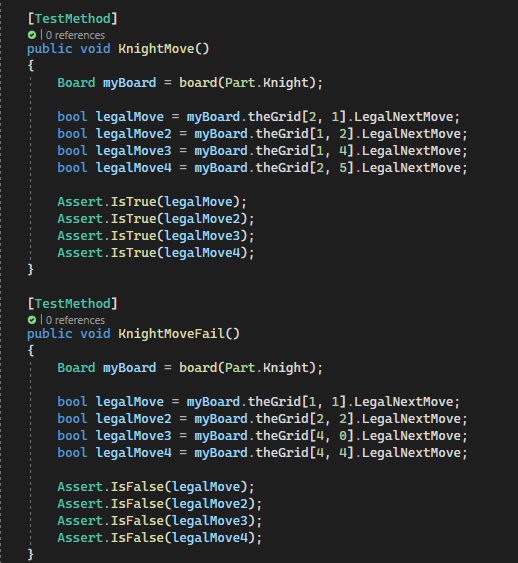 [TestMethod]
| 0 references
public void KnightMove()
{
Board myBoard = board(Part.Knight);
bool legalMove = myBoard.theGrid[2, 1].LegalNextMove;
bool legalMove2 = myBoard.theGrid[1, 2].LegalNextMove;
bool legalMove3 = myBoard.theGrid[1, 4].LegalNextMove;
bool legalMove4 = myBoard.theGrid[2, 5].LegalNextMove;
Assert.IsTrue(legalMove);
Assert.IsTrue(legalMove2);
Assert.IsTrue(legalMove3);
Assert.IsTrue(legalMove4);
}
[TestMethod]
| 0 references
public void KnightMoveFail()
{
Board myBoard = board(Part.Knight);
bool legalMove = myBoard.theGrid[1, 1].LegalNextMove;
bool legalMove2 = myBoard.theGrid[2, 2].LegalNextMove;
bool legalMove3 = myBoard.theGrid[4, 0].LegalNextMove;
bool legalMove4 = myBoard.theGrid[4, 4].LegalNextMove;
Assert.IsFalse(legalMove);
Assert.IsFalse(legalMove2);
Assert.IsFalse(legalMove3);
Assert.IsFalse(legalMove4);
}